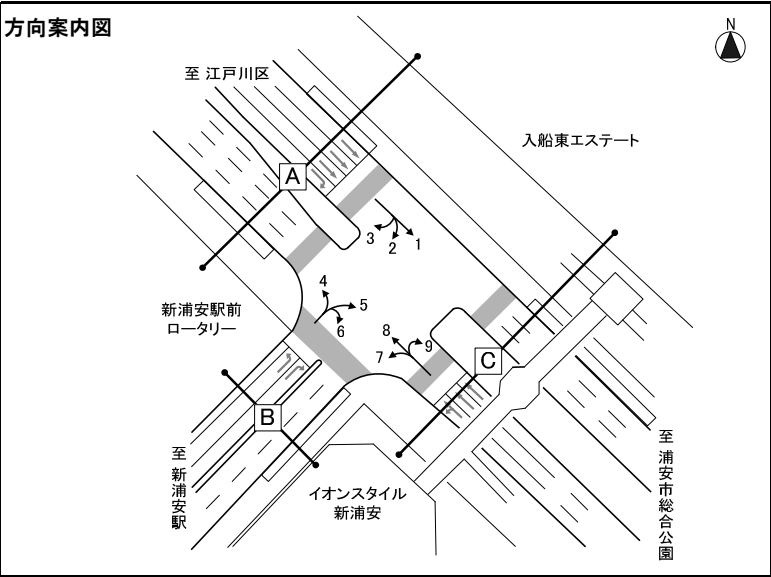 方向案内図
N
至 江戸川区
入船東エステート
A
1
2
3
4
5
6
新浦安駅前
ロータリー
8
9
7
C
B
至 新浦安駅
イオンスタイル
新浦安
至 浦安市総合公園